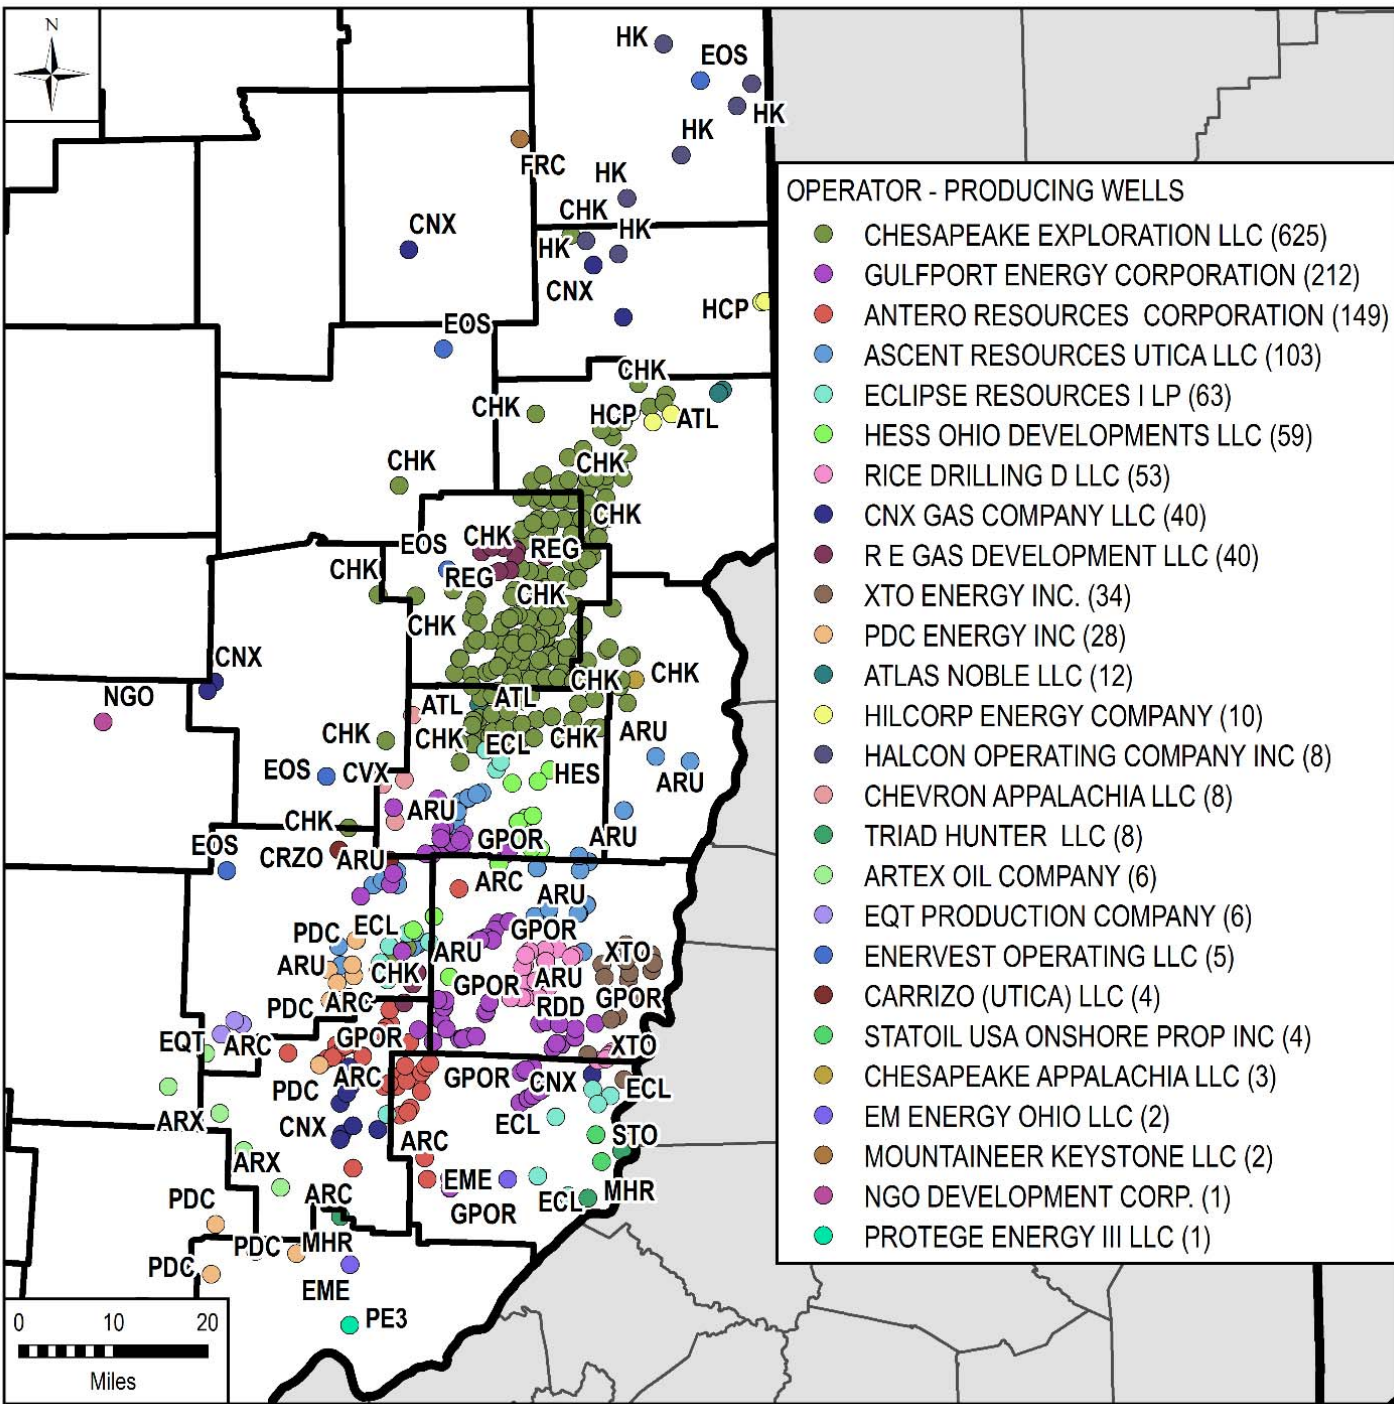 N
HK
EOS
HK
HK
FRC
HK
CHK
CNX
HK
HK
CNX
HCP
EOS
CHK
CHK
HCP
ATL
CHK
CHK
CHK
EOS
CHK
REG
CHK
REG
CHK
CHK
CNX
CHK
CHK
NGO
ATL
ATL
CHK
CHK
ECL
CHK
ARU
EOS
CVX
HES
ARU
ARU
CHK
GPOR
ARU
EOS
CRZO
ARU
ARC
ARU
PDC
ECL
GPOR
ARU
XTO
ARU
CHK
ARU
GPOR
PDC
ARC
RDD
GPOR
EQT
ARC
GPOR
XTO
ARC
GPOR
CNX
PDC
ECL
ARX
CNX
ECL
ARC
STO
ARX
EME
PDC
ARC
ECL
MHR
GPOR
PDC
MHR
PDC
EME
PE3
OPERATOR - PRODUCING WELLS
CHESAPEAKE EXPLORATION LLC (625)
GULFPORT ENERGY CORPORATION (212)
ANTERO RESOURCES CORPORATION (149)
ASCENT RESOURCES UTICA LLC (103)
ECLIPSE RESOURCES I LP (63)
HESS OHIO DEVELOPMENTS LLC (59)
RICE DRILLING D LLC (53)
CNX GAS COMPANY LLC (40)
R E GAS DEVELOPMENT LLC (40)
XTO ENERGY INC. (34)
PDC ENERGY INC (28)
ATLAS NOBLE LLC (12)
HILCORP ENERGY COMPANY (10)
HALCON OPERATING COMPANY INC (8)
CHEVRON APPALACHIA LLC (8)
TRIAD HUNTER LLC (8)
ARTEX OIL COMPANY (6)
EQT PRODUCTION COMPANY (6)
ENERVEST OPERATING LLC (5)
CARRIZO (UTICA) LLC (4)
STATOIL USA ONSHORE PROP INC (4)
CHESAPEAKE APPALACHIA LLC (3)
EM ENERGY OHIO LLC (2)
MOUNTAINEER KEYSTONE LLC (2)
NGO DEVELOPMENT CORP. (1)
PROTEGE ENERGY III LLC (1)
0 10 20
Miles